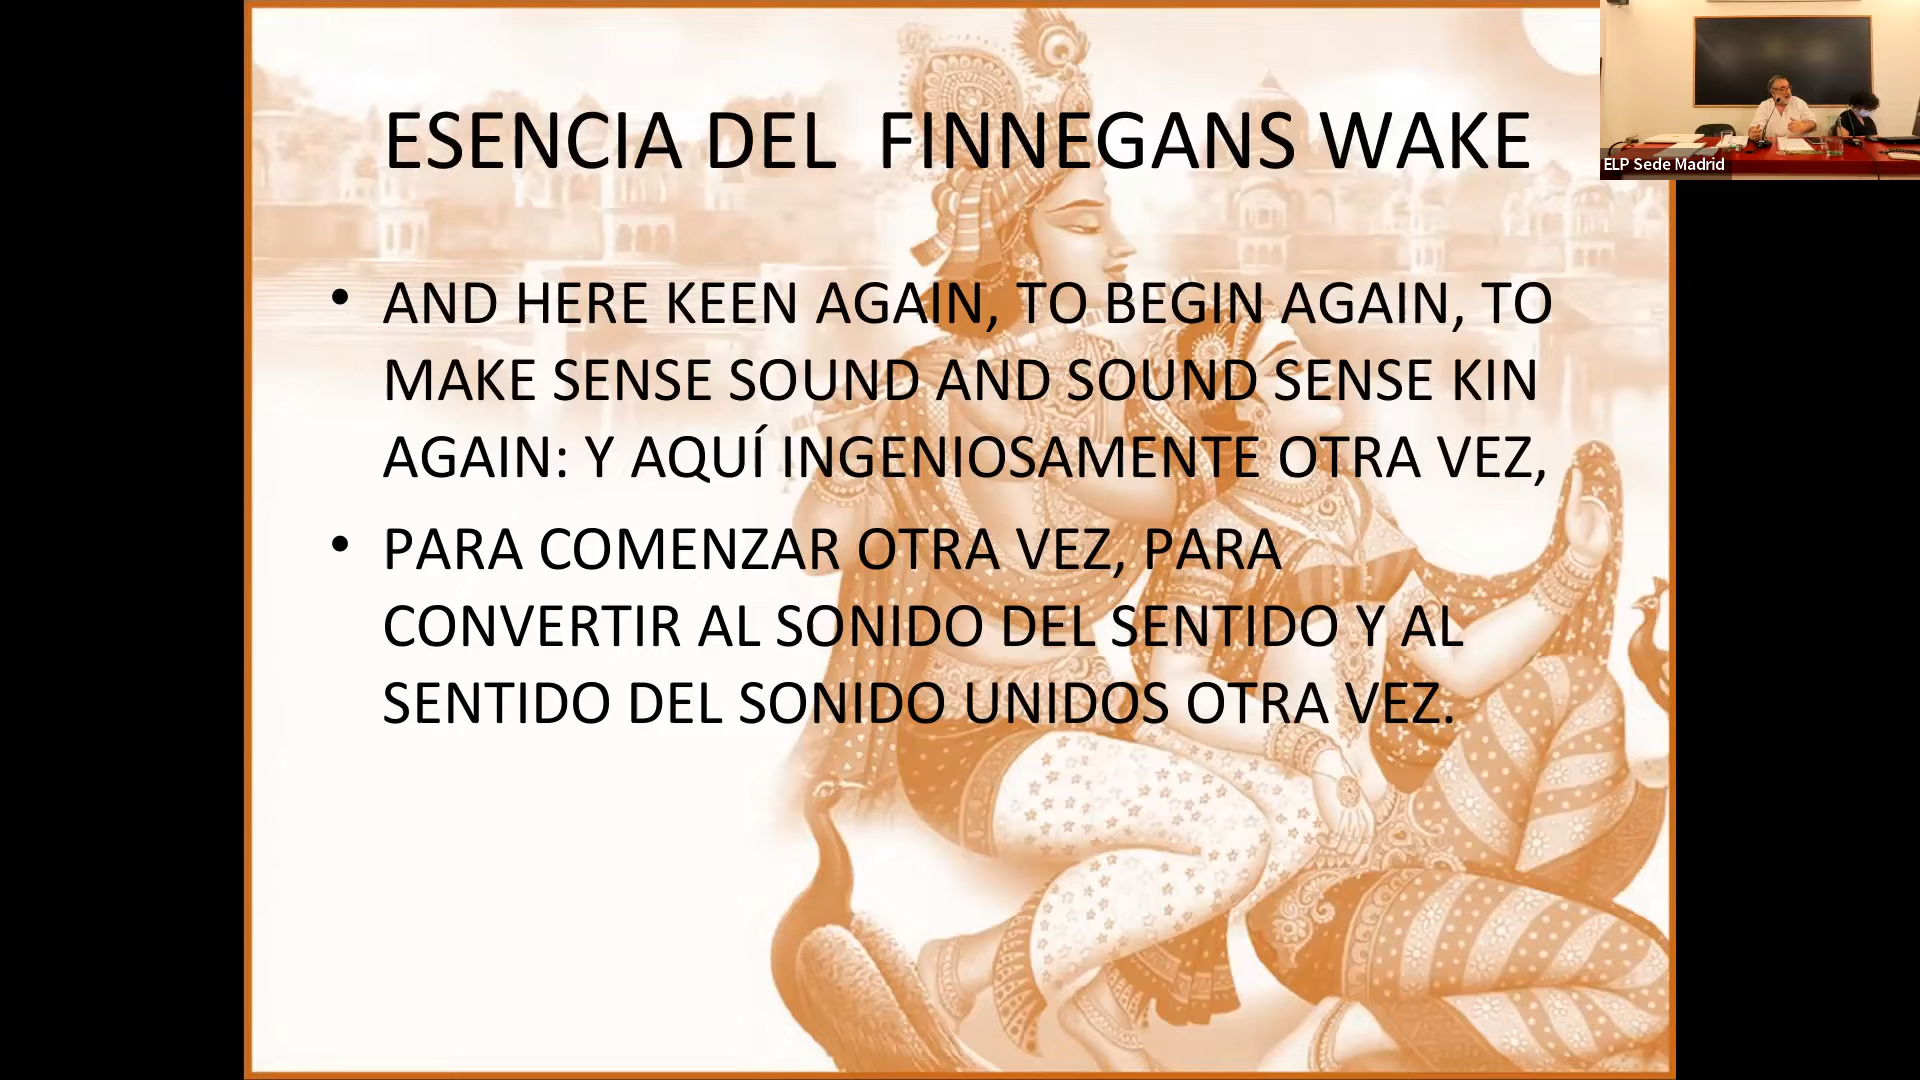 ESENCIA DEL FINNEGANS WAKE
ELP Sede Madrid
• AND HERE KEEN AGAIN, TO BEGIN AGAIN, TO
MAKE SENSE SOUND AND SOUND SENSE KIN
AGAIN: Y AQUÍ INGENIOSAMENTE OTRA VEZ,
• PARA COMENZAR OTRA VEZ, PARA
CONVERTIR AL SONIDO DEL SENTIDO Y AL
SENTIDO DEL SONIDO UNIDOS OTRA VEZ.